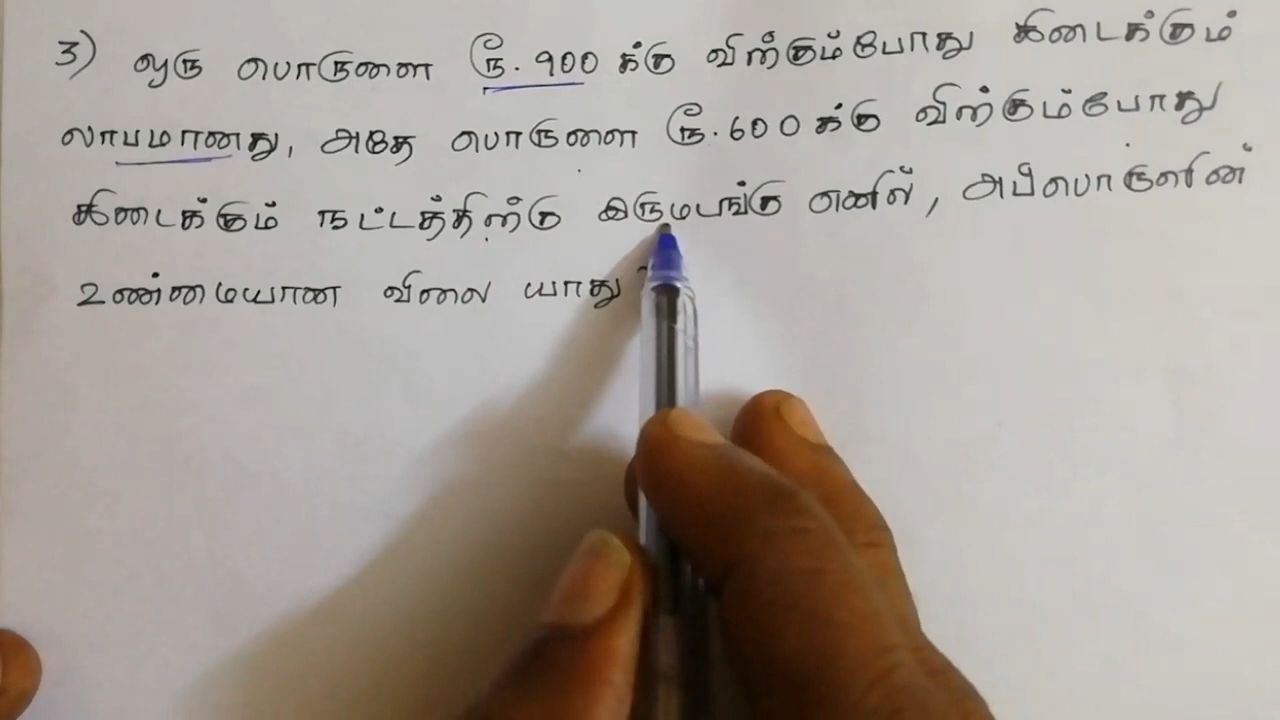 3) ஒரு பொருளை ரூ. 900 க்கு விற்கும்போது கிடைக்கும்
லாபமானது, அதே பொருளை ரூ. 600 க்கு விற்கும்போது
கிடைக்கும் நட்டத்திற்கு இருமடங்கு எனில், அப்பொருளின்
உண்மையான விலை யாது